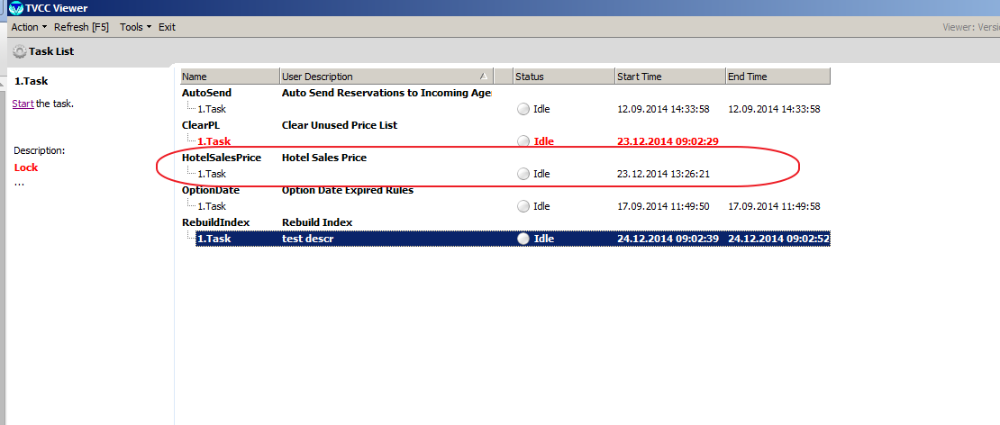 TVCC Viewer
Action Refresh [F5] Tools Exit Viewer: Versi
Task List
1.Task
Start the task.
Description:
Lock
...
Name User Description Status Start Time End Time
AutoSend Auto Send Reservations to Incoming Age
1.Task Idle 12.09.2014 14:33:58 12.09.2014 14:33:58
ClearPL Clear Unused Price List
1.Task Idle 23.12.2014 09:02:29
HotelSalesPrice Hotel Sales Price
1.Task Idle 23.12.2014 13:26:21
OptionDate Option Date Expired Rules
1.Task Idle 17.09.2014 11:49:50 17.09.2014 11:49:58
RebuildIndex Rebuild Index
1.Task test descr Idle 24.12.2014 09:02:39 24.12.2014 09:02:52